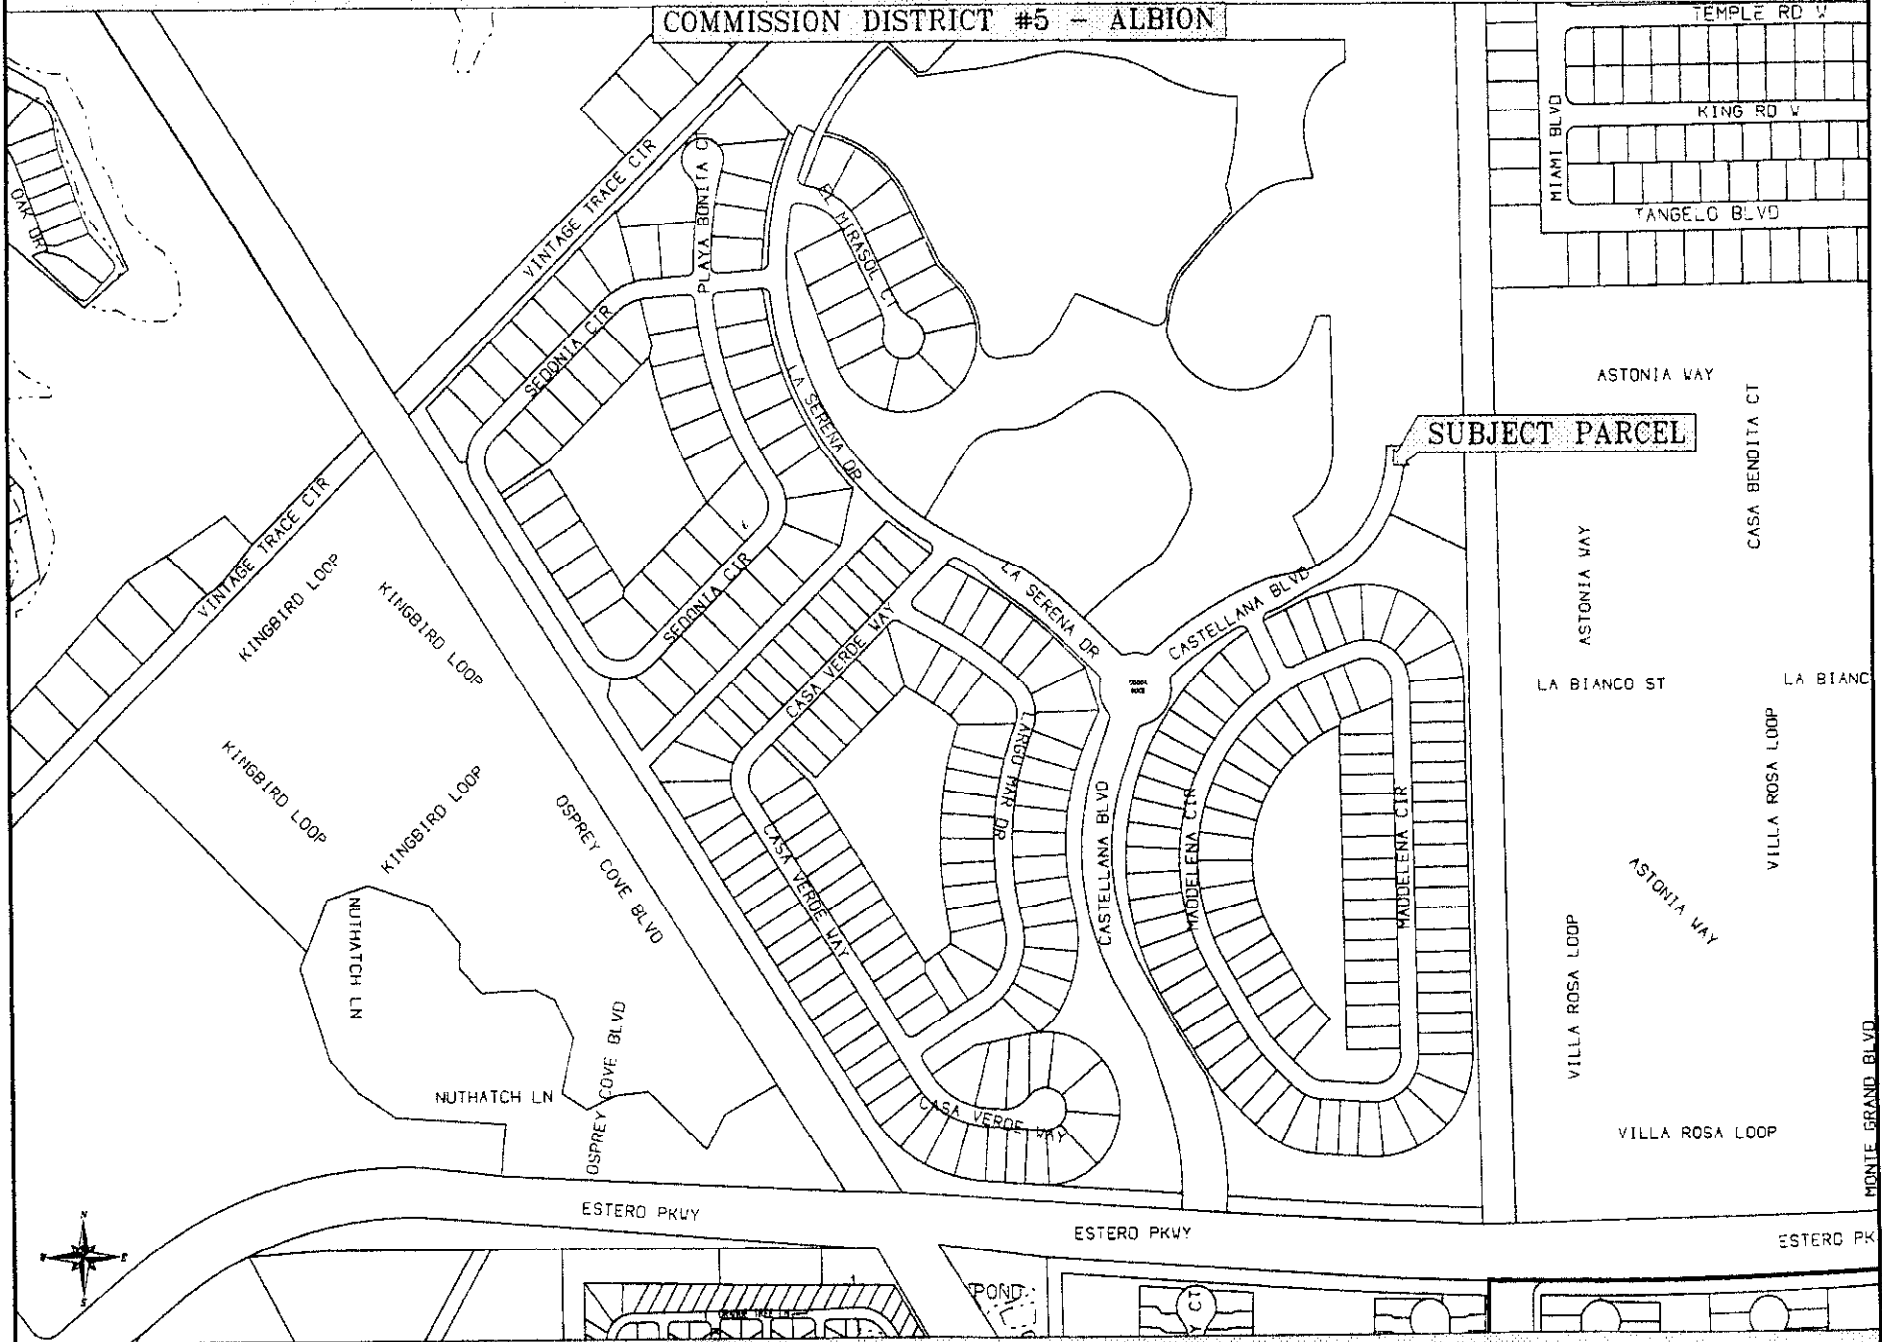 COMMISSION DISTRICT #5 - ALBION
TEMPLE RD W
KING RD W
MIAMI BLVD
TANGELO BLVD
OAK DR
VINTAGE TRACE CIR
PLAYA BONITA CT
EL MIRASOL CT
SEDONIA CIR
LA SERENA DR
ASTONIA WAY
CASA BENDITA CT
SUBJECT PARCEL
VINTAGE TRACE CIR
KINGBIRD LOOP
KINGBIRD LOOP
SEDONIA CIR
LA SERENA DR
CASTELLANA BLVD
ASTONIA WAY
CASA VERDE WAY
LA BIANCO ST
LA BIANC
LARGO MAR DR
VILLA ROSA LOOP
KINGBIRD LOOP
KINGBIRD LOOP
OSPREY COVE BLVD
CASA VERDE WAY
CASTELLANA BLVD
MADDELENA CIR
MADDELENA CIR
ASTONIA WAY
NUTHATCH LN
VILLA ROSA LOOP
NUTHATCH LN
OSPREY COVE BLVD
CASA VERDE WAY
VILLA ROSA LOOP
MONTE GRAND BLVD
ESTERO PKWY
ESTERO PKWY
ESTERO PK
N
S
POND
Y CT